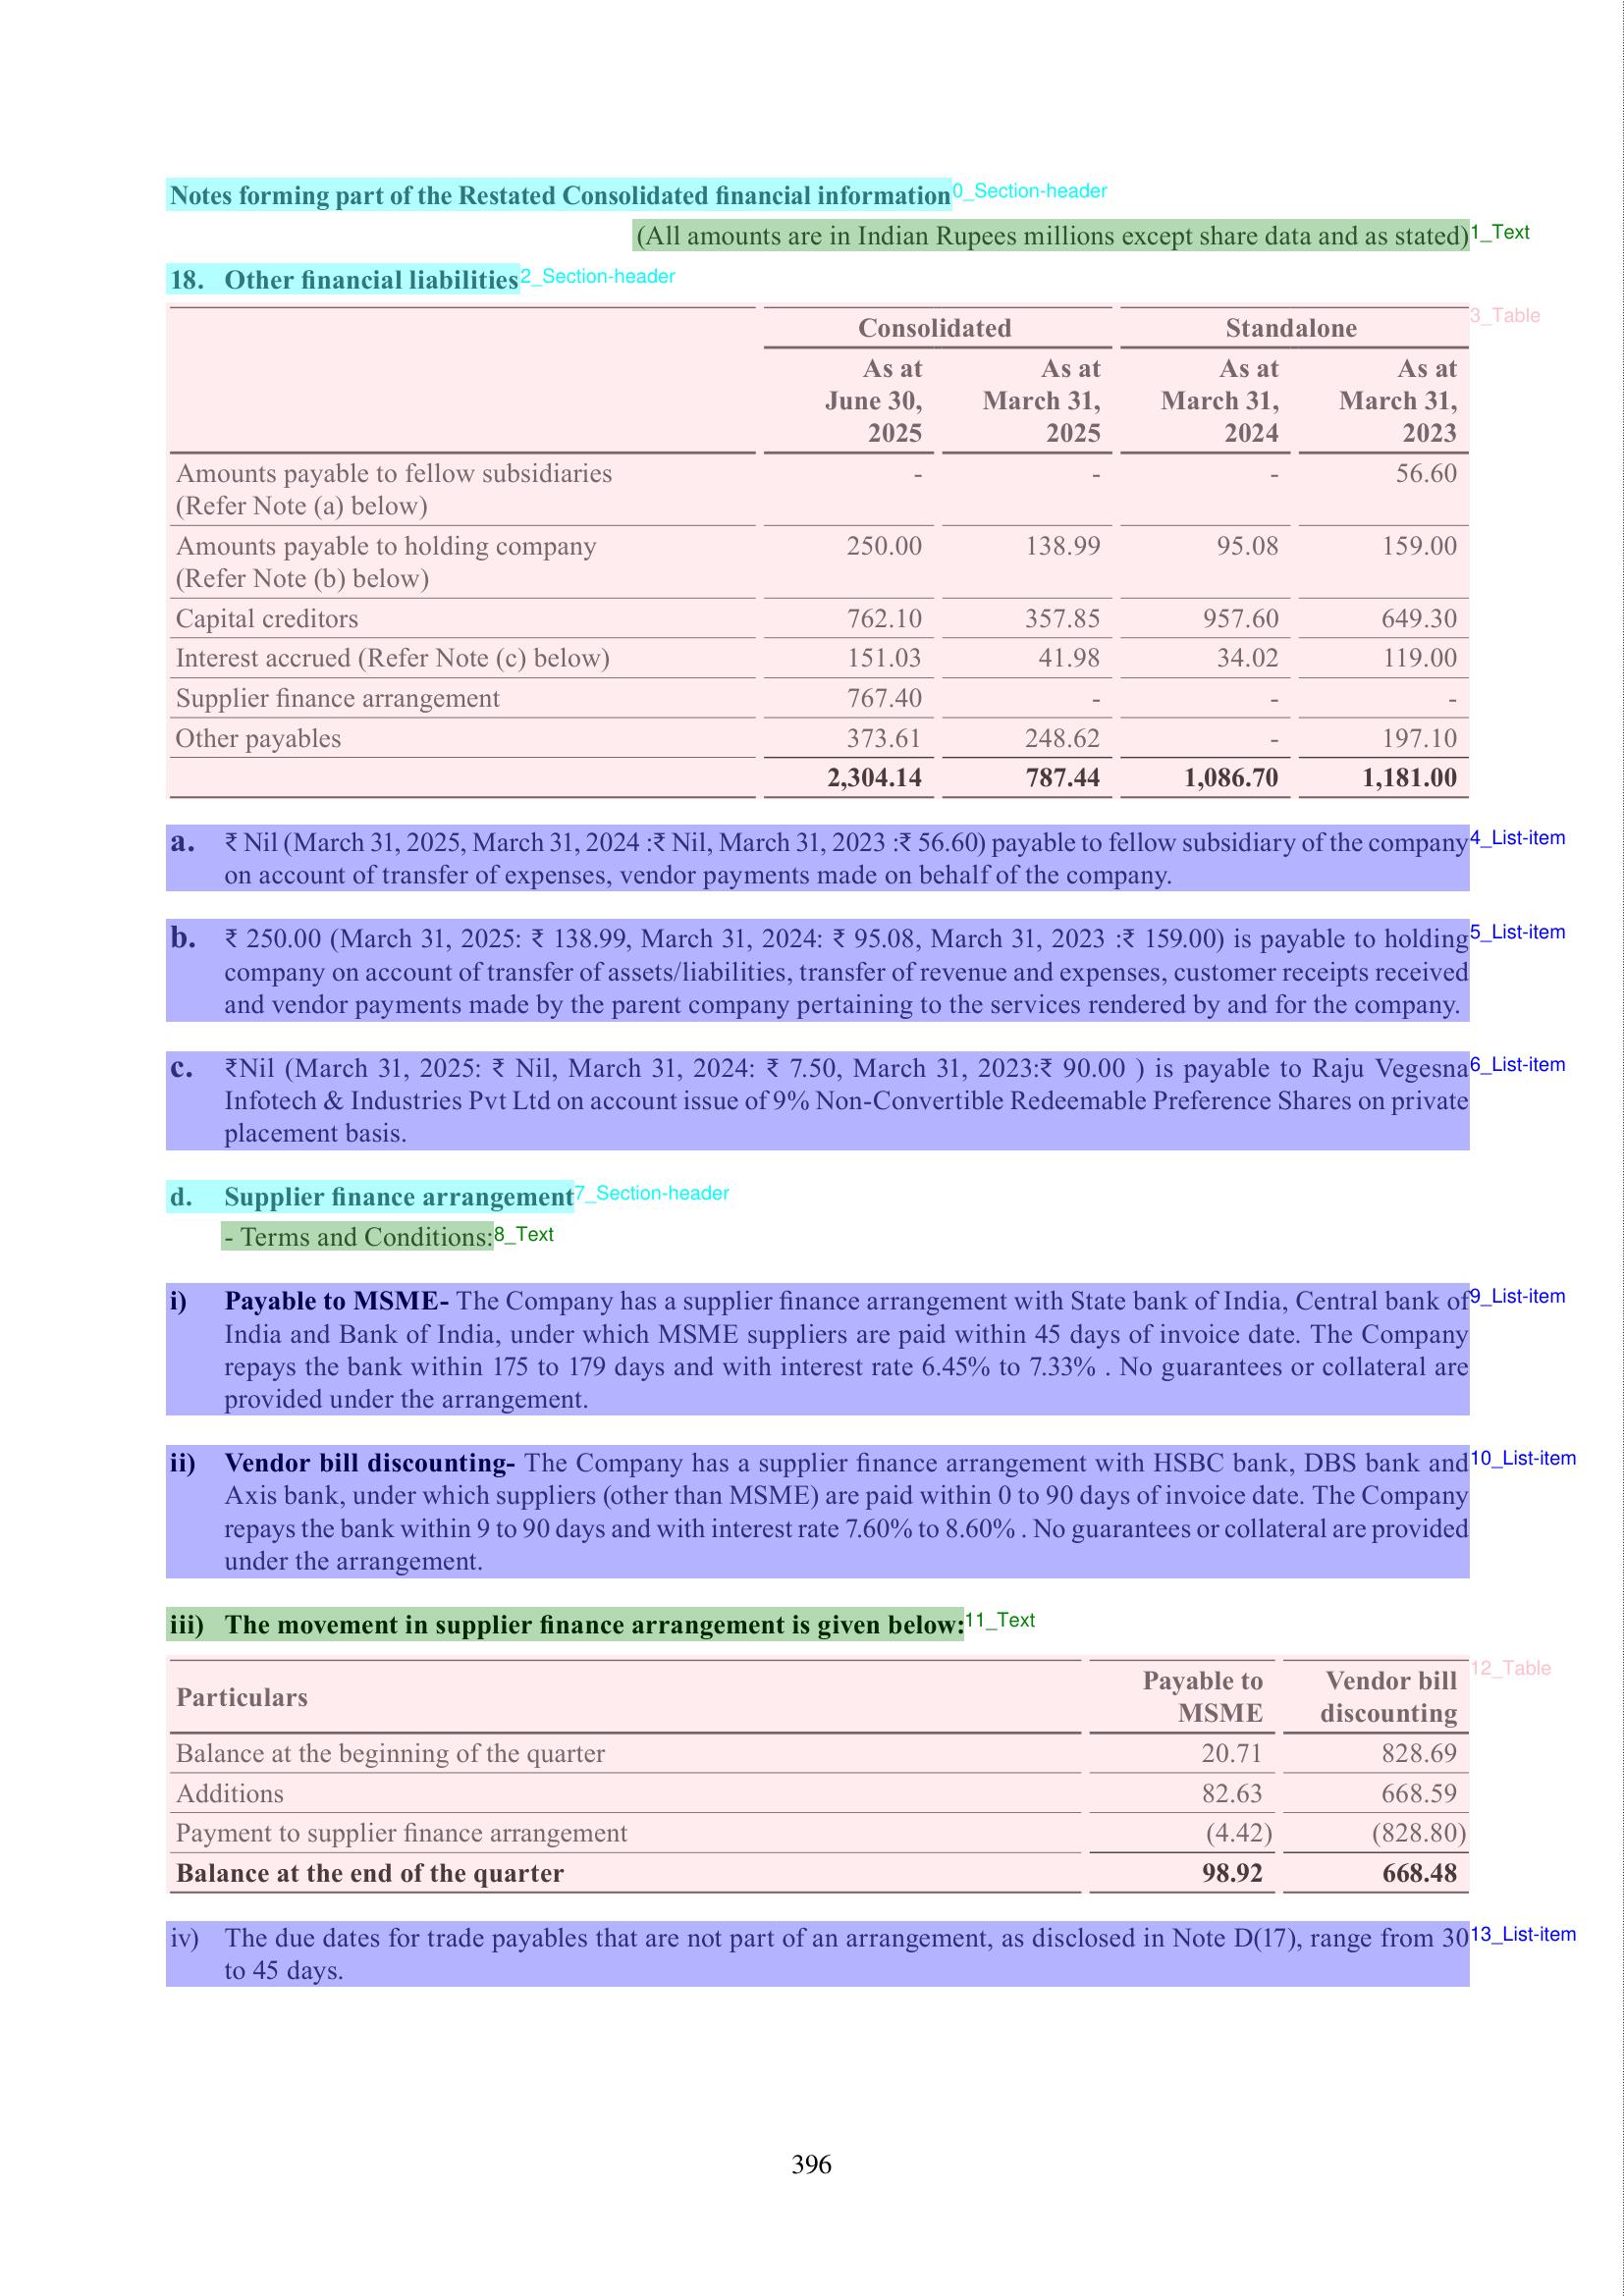 Notes forming part of the Restated Consolidated financial information
0_Section-header
(All amounts are in Indian Rupees millions except share data and as stated)
1_Text
18. Other financial liabilities
2_Section-header
3_Table
Consolidated Standalone
As at As at As at As at
June 30, March 31, March 31, March 31,
2025 2025 2024 2023
Amounts payable to fellow subsidiaries - - - 56.60
(Refer Note (a) below)
Amounts payable to holding company 250.00 138.99 95.08 159.00
(Refer Note (b) below)
Capital creditors 762.10 357.85 957.60 649.30
Interest accrued (Refer Note (c) below) 151.03 41.98 34.02 119.00
Supplier finance arrangement 767.40 - - -
Other payables 373.61 248.62 - 197.10
2,304.14 787.44 1,086.70 1,181.00
a. ₹ Nil (March 31, 2025, March 31, 2024 :₹ Nil, March 31, 2023 :₹ 56.60) payable to fellow subsidiary of the company
4_List-item
on account of transfer of expenses, vendor payments made on behalf of the company.
b. ₹ 250.00 (March 31, 2025: ₹ 138.99, March 31, 2024: ₹ 95.08, March 31, 2023 :₹ 159.00) is payable to holding
5_List-item
company on account of transfer of assets/liabilities, transfer of revenue and expenses, customer receipts received
and vendor payments made by the parent company pertaining to the services rendered by and for the company.
c. ₹Nil (March 31, 2025: ₹ Nil, March 31, 2024: ₹ 7.50, March 31, 2023:₹ 90.00 ) is payable to Raju Vegesna
6_List-item
Infotech & Industries Pvt Ltd on account issue of 9% Non-Convertible Redeemable Preference Shares on private
placement basis.
d. Supplier finance arrangement
7_Section-header
- Terms and Conditions:
8_Text
i) Payable to MSME- The Company has a supplier finance arrangement with State bank of India, Central bank of
9_List-item
India and Bank of India, under which MSME suppliers are paid within 45 days of invoice date. The Company
repays the bank within 175 to 179 days and with interest rate 6.45% to 7.33% . No guarantees or collateral are
provided under the arrangement.
ii) Vendor bill discounting- The Company has a supplier finance arrangement with HSBC bank, DBS bank and
10_List-item
Axis bank, under which suppliers (other than MSME) are paid within 0 to 90 days of invoice date. The Company
repays the bank within 9 to 90 days and with interest rate 7.60% to 8.60% . No guarantees or collateral are provided
under the arrangement.
iii) The movement in supplier finance arrangement is given below:
11_Text
12_Table
Particulars Payable to MSME Vendor bill discounting
Balance at the beginning of the quarter 20.71 828.69
Additions 82.63 668.59
Payment to supplier finance arrangement (4.42) (828.80)
Balance at the end of the quarter 98.92 668.48
iv) The due dates for trade payables that are not part of an arrangement, as disclosed in Note D(17), range from 30
13_List-item
to 45 days.
396